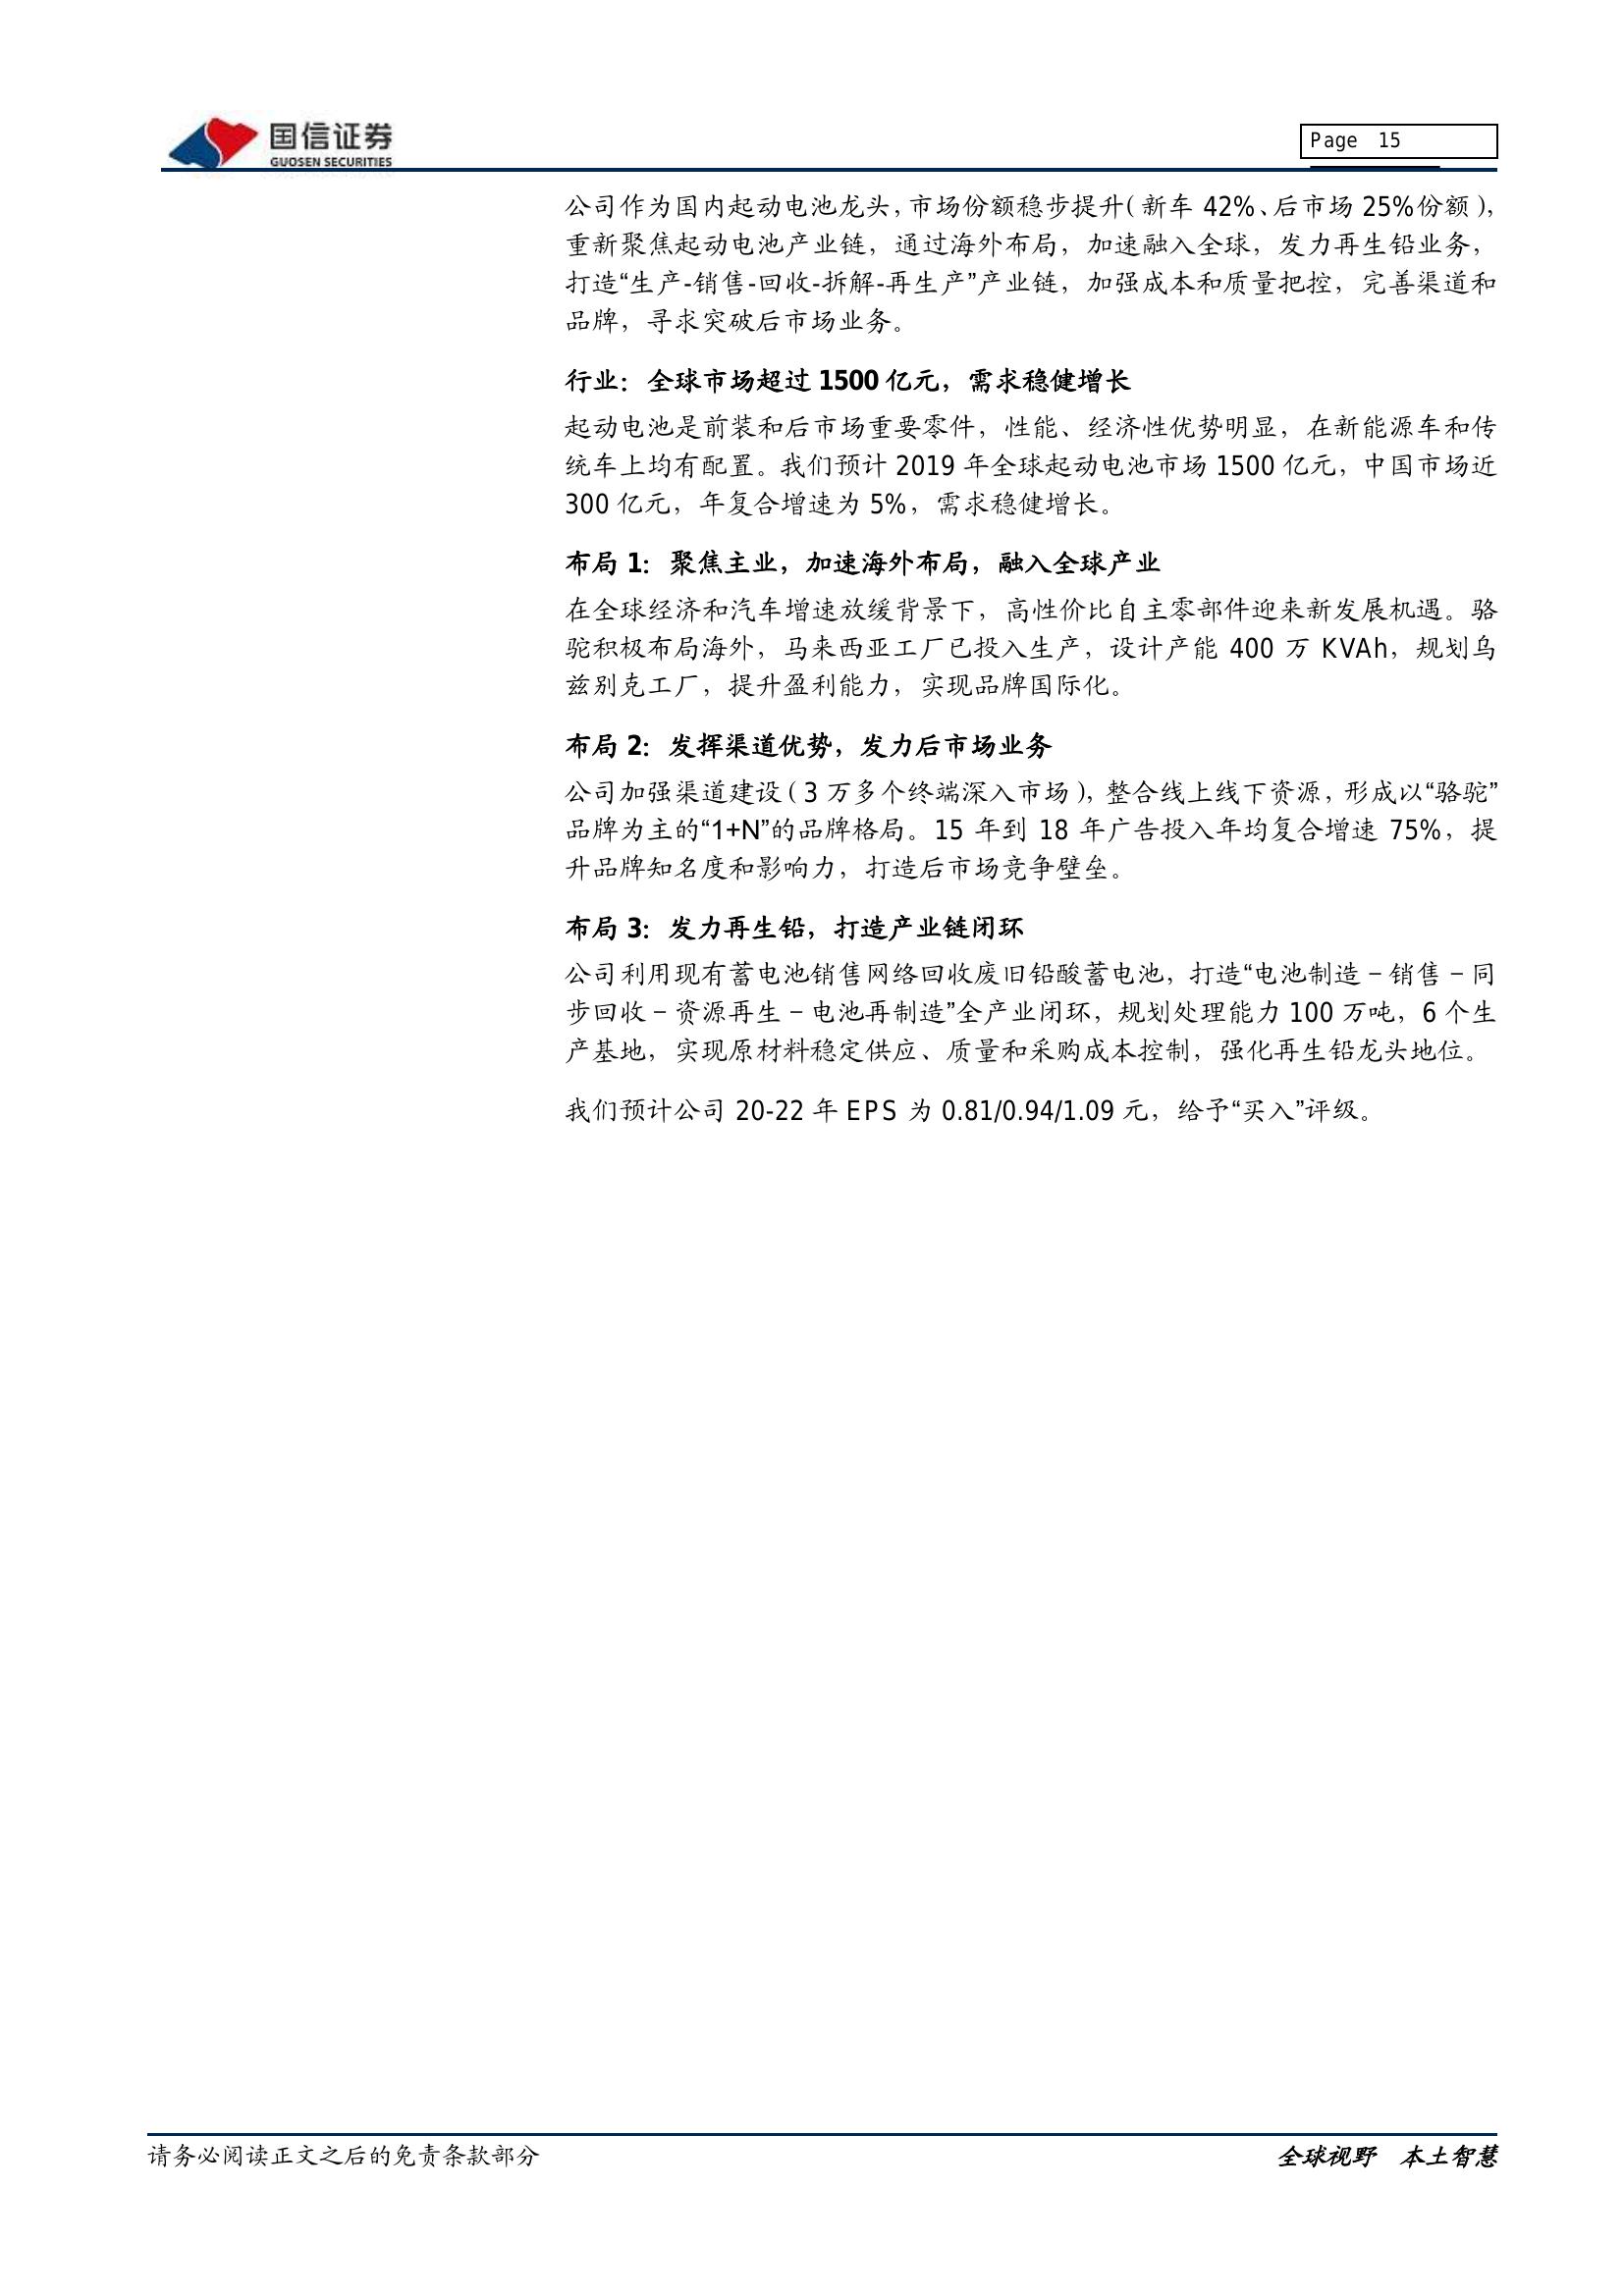 国信证券
GUOSEN SECURITIES
Page 15
公司作为国内起动电池龙头，市场份额稳步提升（新车 42%、后市场 25%份额），
重新聚焦起动电池产业链，通过海外布局，加速融入全球，发力再生铅业务，
打造“生产-销售-回收-拆解-再生产”产业链，加强成本和质量把控，完善渠道和
品牌，寻求突破后市场业务。
行业：全球市场超过 1500 亿元，需求稳健增长
起动电池是前装和后市场重要零件，性能、经济性优势明显，在新能源车和传
统车上均有配置。我们预计 2019 年全球起动电池市场 1500 亿元，中国市场近
300 亿元，年复合增速为 5%，需求稳健增长。
布局 1：聚焦主业，加速海外布局，融入全球产业
在全球经济和汽车增速放缓背景下，高性价比自主零部件迎来新发展机遇。骆
驼积极布局海外，马来西亚工厂已投入生产，设计产能 400 万 KVAh，规划乌
兹别克工厂，提升盈利能力，实现品牌国际化。
布局 2：发挥渠道优势，发力后市场业务
公司加强渠道建设（3 万多个终端深入市场），整合线上线下资源，形成以“骆驼”
品牌为主的“1+N”的品牌格局。15 年到 18 年广告投入年均复合增速 75%，提
升品牌知名度和影响力，打造后市场竞争壁垒。
布局 3：发力再生铅，打造产业链闭环
公司利用现有蓄电池销售网络回收废旧铅酸蓄电池，打造“电池制造－销售－同
步回收－资源再生－电池再制造”全产业闭环，规划处理能力 100 万吨，6 个生
产基地，实现原材料稳定供应、质量和采购成本控制，强化再生铅龙头地位。
我们预计公司 20-22 年 EPS 为 0.81/0.94/1.09 元，给予“买入”评级。
请务必阅读正文之后的免责条款部分
全球视野 本土智慧